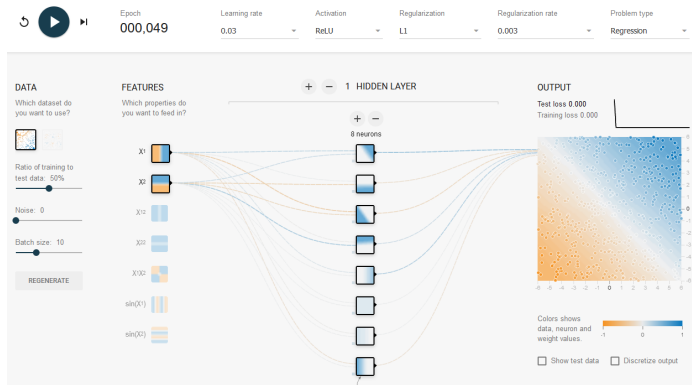 Epoch
000,049
Learning rate
0.03
Activation
ReLU
Regularization
L1
Regularization rate
0.003
Problem type
Regression
DATA
Which dataset do
you want to use?
Ratio of training to
test data: 50%
Noise: 0
Batch size: 10
REGENERATE
FEATURES
Which properties do
you want to feed in?
X1
X2
X12
X22
X1X2
sin(X1)
sin(X2)
+ − 1 HIDDEN LAYER
+ −
8 neurons
OUTPUT
Test loss 0.000
Training loss 0.000
6
5
4
3
2
1
0
-1
-2
-3
-4
-5
-6
-6 -5 -4 -3 -2 -1 0 1 2 3 4 5 6
Colors shows
data, neuron and
weight values.
-1 0 1
Show test data
Discretize output